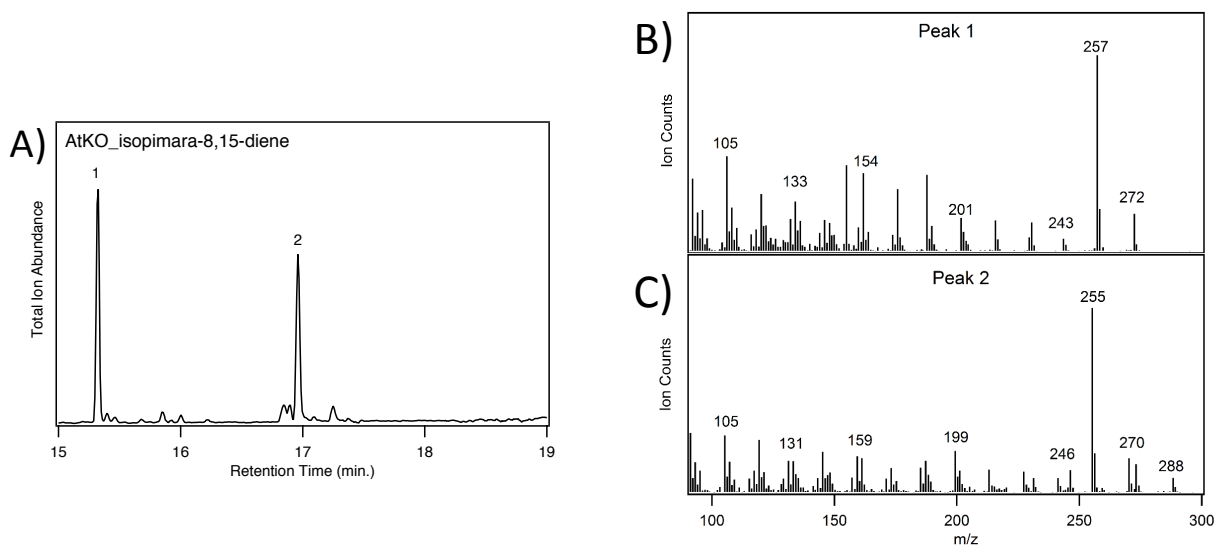 A)
AtKO_isopimara-8,15-diene
1
2
Total Ion Abundance
15 16 17 18 19
Retention Time (min.)
B)
Peak 1
257
105
154
133
272
201
243
Ion Counts
C)
Peak 2
255
105
131
159
199
246
270
288
Ion Counts
100 150 200 250 300
m/z